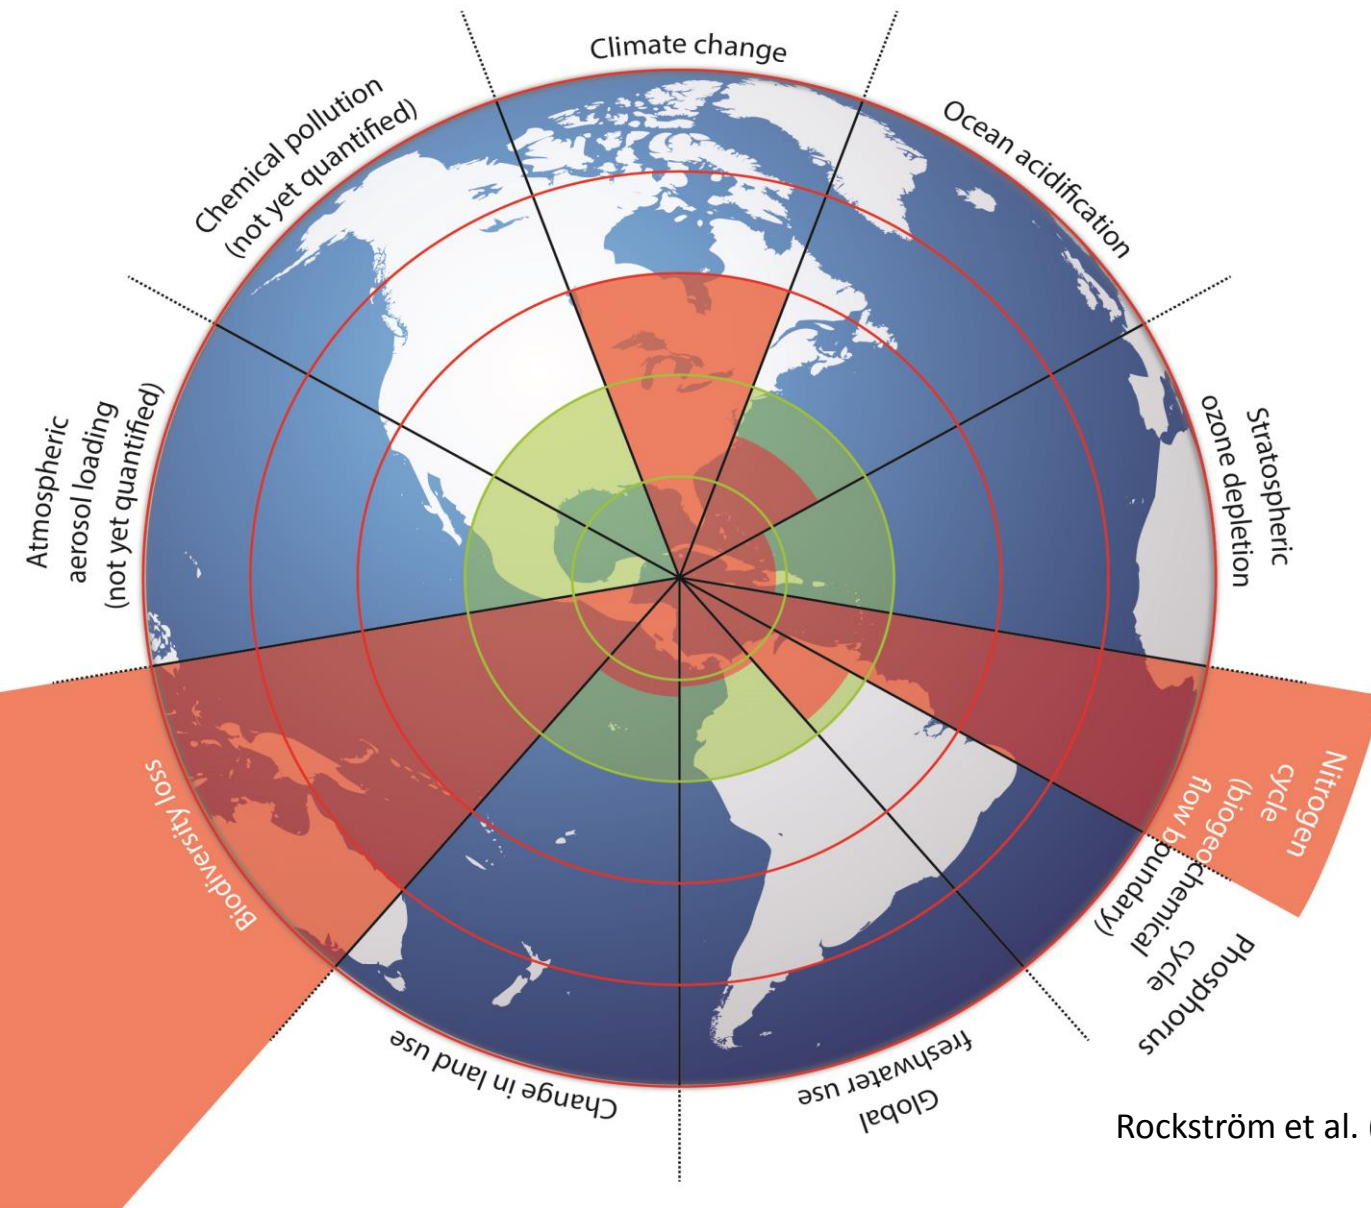 Climate change
Ocean acidification
Stratospheric
ozone depletion
Nitrogen
cycle
(biogeochemical
flow boundary)
Phosphorus
cycle
Global
freshwater use
Change in land use
Biodiversity loss
Atmospheric
aerosol loading
(not yet quantified)
Chemical pollution
(not yet quantified)
Rockström et al. (